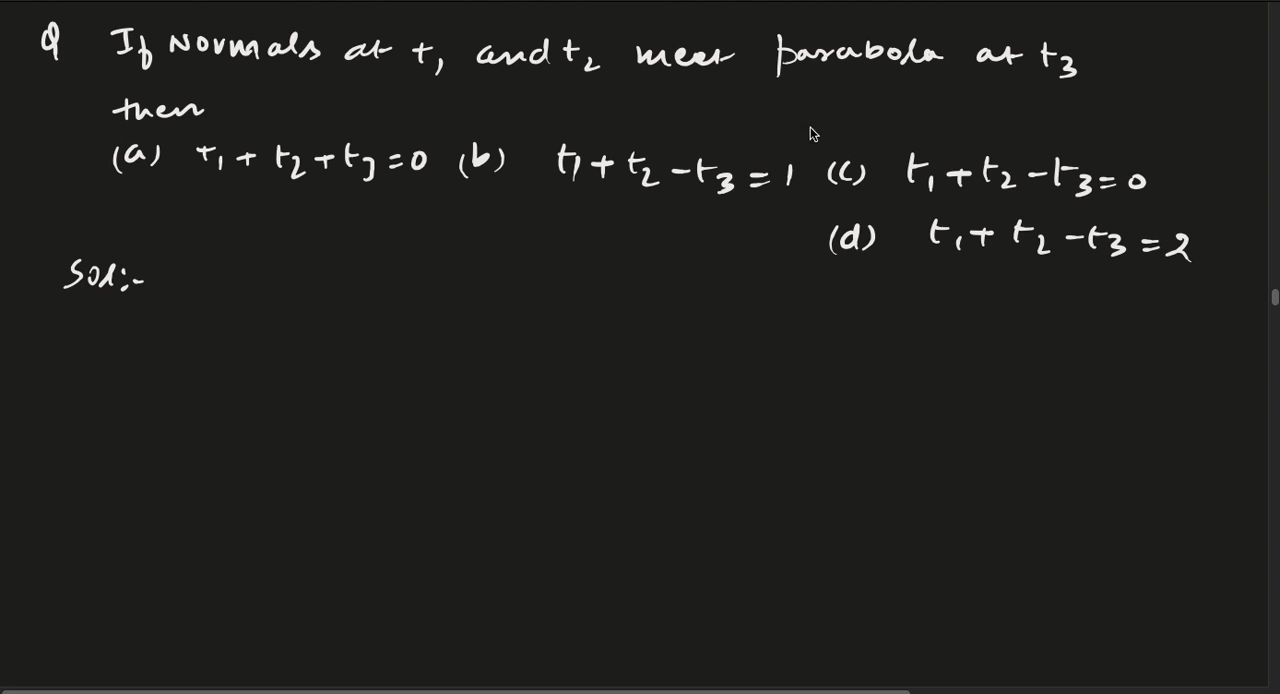 Q If Normals at t₁ and t₂ meet parabola at t₃
then
(a) t₁ + t₂ + t₃ = 0 (b) t₁ + t₂ - t₃ = 1 (c) t₁ + t₂ - t₃ = 0
(d) t₁ + t₂ - t₃ = 2
Sol:-